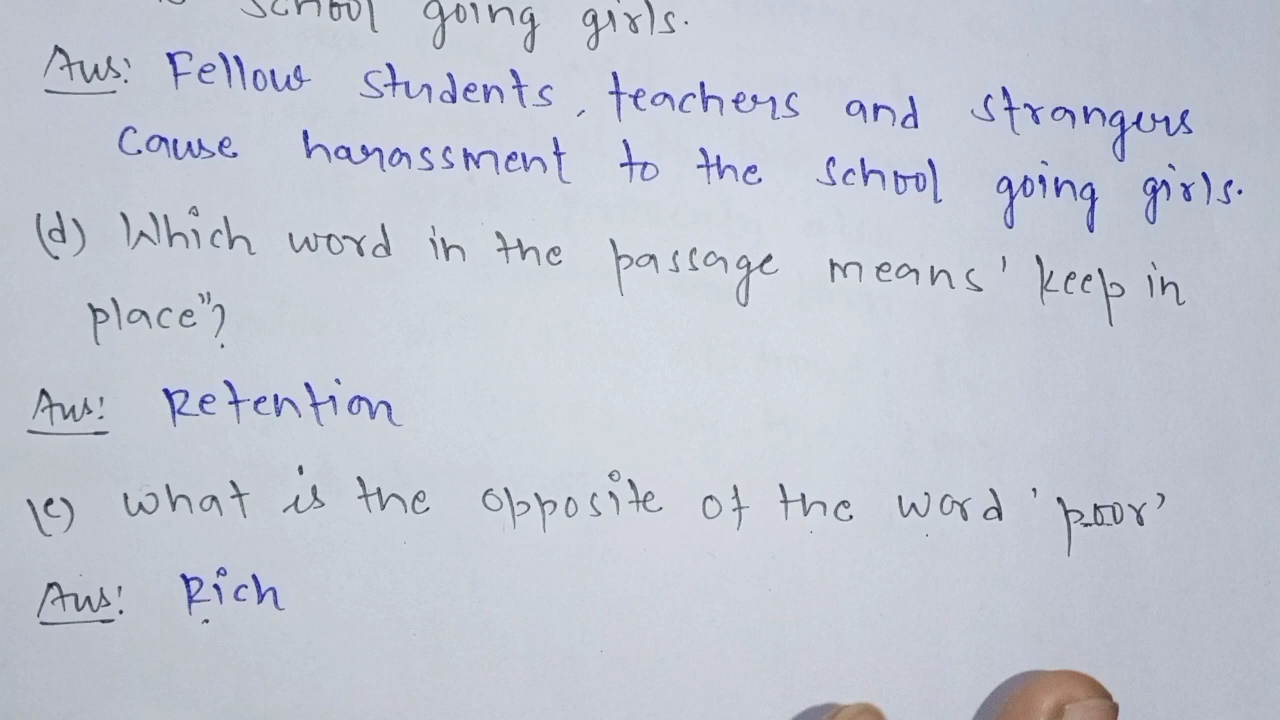 school going girls.
Ans: Fellow students, teachers and strangers
cause harassment to the school going girls.
(d) Which word in the passage means 'keep in
place"?
Ans: Retention
(e) what is the opposite of the word 'poor'
Ans: Rich